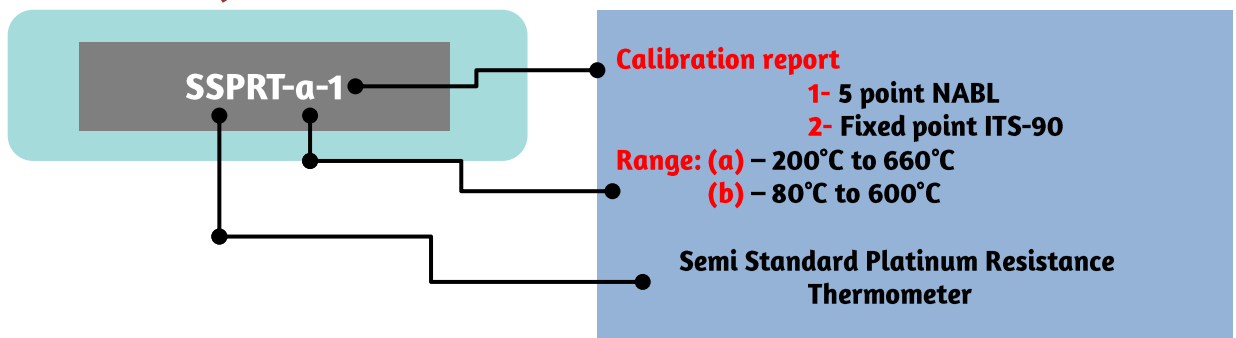 SSPRT-a-1
Calibration report
1- 5 point NABL
2- Fixed point ITS-90
Range: (a) – 200°C to 660°C
(b) – 80°C to 600°C
Semi Standard Platinum Resistance
Thermometer